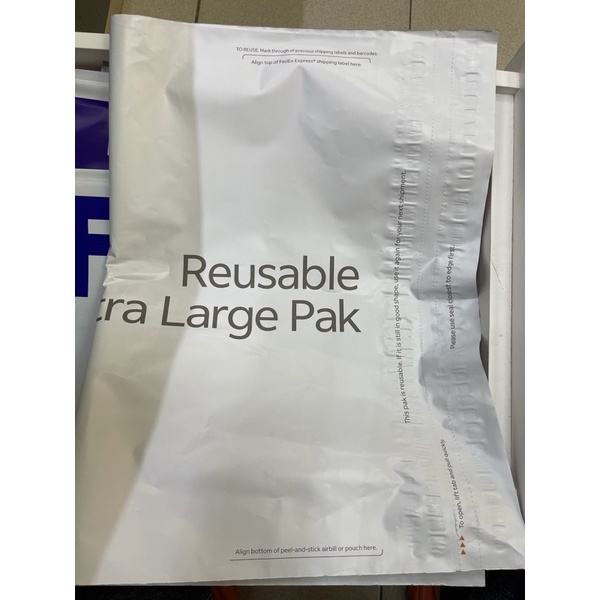 TO REUSE: Mark through of previous shipping labels and barcodes.
Align top of FedEx Express® shipping label here.
Reusable
tra Large Pak
This pak is reusable. If it is still in good shape, use it again for your next shipment.
Please use seal closest to edge first.
To open, lift tab and pull quickly.
Align bottom of peel-and-stick airbill or pouch here.
F